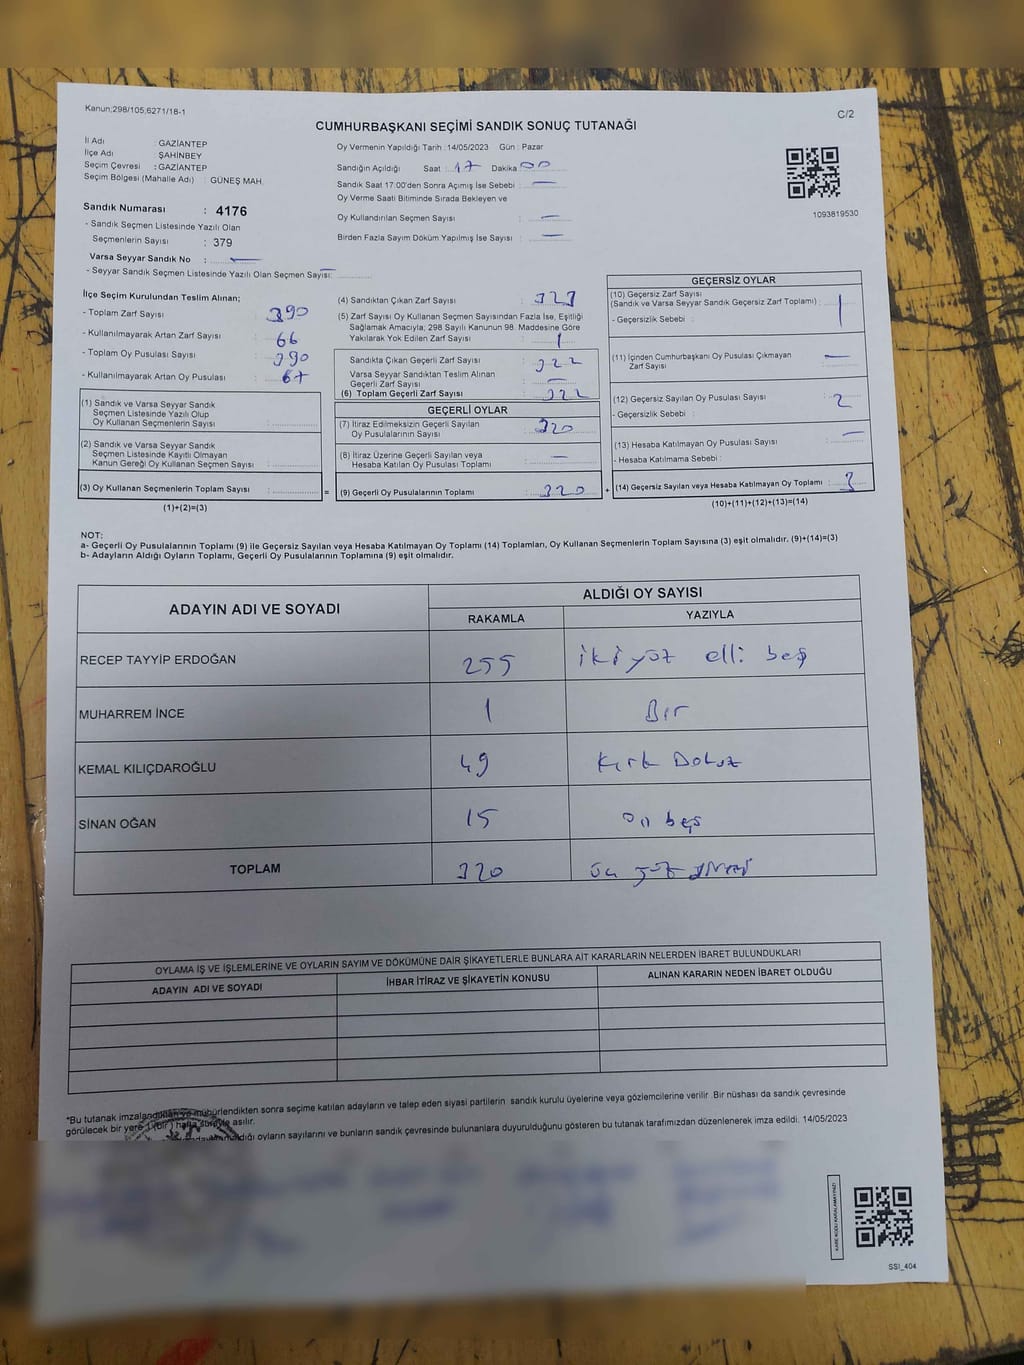 Kanun;298/105;6271/18-1
C/2
CUMHURBAŞKANI SEÇİMİ SANDIK SONUÇ TUTANAĞI
İl Adı : GAZİANTEP
İlçe Adı : ŞAHİNBEY
Seçim Çevresi : GAZİANTEP
Seçim Bölgesi (Mahalle Adı) : GÜNEŞ MAH.
Sandık Numarası : 4176
- Sandık Seçmen Listesinde Yazılı Olan
Seçmenlerin Sayısı : 379
Varsa Seyyar Sandık No : —
- Seyyar Sandık Seçmen Listesinde Yazılı Olan Seçmen Sayısı: —
Oy Vermenin Yapıldığı Tarih : 14/05/2023 Gün : Pazar
Sandığın Açıldığı Saat : 17 Dakika : 00
Sandık Saat 17:00'den Sonra Açımış İse Sebebi : —
Oy Verme Saati Bitiminde Sırada Bekleyen ve
Oy Kullandırılan Seçmen Sayısı : —
Birden Fazla Sayım Döküm Yapılmış İse Sayısı : —
1093819530
İlçe Seçim Kurulundan Teslim Alınan;
- Toplam Zarf Sayısı : 390
- Kullanılmayarak Artan Zarf Sayısı : 66
- Toplam Oy Pusulası Sayısı : 390
- Kullanılmayarak Artan Oy Pusulası : 67
(1) Sandık ve Varsa Seyyar Sandık
Seçmen Listesinde Yazılı Olup
Oy Kullanan Seçmenlerin Sayısı :
(2) Sandık ve Varsa Seyyar Sandık
Seçmen Listesinde Kayıtlı Olmayan
Kanun Gereği Oy Kullanan Seçmen Sayısı :
(3) Oy Kullanan Seçmenlerin Toplam Sayısı : =
(1)+(2)=(3)
(4) Sandıktan Çıkan Zarf Sayısı : 323
(5) Zarf Sayısı Oy Kullanan Seçmen Sayısından Fazla İse, Eşitliği
Sağlamak Amacıyla; 298 Sayılı Kanunun 98. Maddesine Göre
Yakılarak Yok Edilen Zarf Sayısı : 1
Sandıkta Çıkan Geçerli Zarf Sayısı : 322
Varsa Seyyar Sandıktan Teslim Alınan
Geçerli Zarf Sayısı : —
(6) Toplam Geçerli Zarf Sayısı : 322
GEÇERLİ OYLAR
(7) İtiraz Edilmeksizin Geçerli Sayılan
Oy Pusulalarının Sayısı : 320
(8) İtiraz Üzerine Geçerli Sayılan veya
Hesaba Katılan Oy Pusulası Toplamı : —
(9) Geçerli Oy Pusulalarının Toplamı : 320 +
GEÇERSİZ OYLAR
(10) Geçersiz Zarf Sayısı
(Sandık ve Varsa Seyyar Sandık Geçersiz Zarf Toplamı) : 1
- Geçersizlik Sebebi :
(11) İçinden Cumhurbaşkanı Oy Pusulası Çıkmayan
Zarf Sayısı : —
(12) Geçersiz Sayılan Oy Pusulası Sayısı : 2
- Geçersizlik Sebebi :
(13) Hesaba Katılmayan Oy Pusulası Sayısı : —
- Hesaba Katılmama Sebebi :
(14) Geçersiz Sayılan veya Hesaba Katılmayan Oy Toplamı : 3
(10)+(11)+(12)+(13)=(14)
NOT:
a- Geçerli Oy Pusulalarının Toplamı (9) ile Geçersiz Sayılan veya Hesaba Katılmayan Oy Toplamı (14) Toplamları, Oy Kullanan Seçmenlerin Toplam Sayısına (3) eşit olmalıdır. (9)+(14)=(3)
b- Adayların Aldığı Oyların Toplamı, Geçerli Oy Pusulalarının Toplamına (9) eşit olmalıdır.
ADAYIN ADI VE SOYADI ALDIĞI OY SAYISI
RAKAMLA YAZIYLA
RECEP TAYYİP ERDOĞAN 255 ikiyüz elli beş
MUHARREM İNCE 1 Bir
KEMAL KILIÇDAROĞLU 49 Kırk Dokuz
SİNAN OĞAN 15 on beş
TOPLAM 320 üç yüz yirmi
OYLAMA İŞ VE İŞLEMLERİNE VE OYLARIN SAYIM VE DÖKÜMÜNE DAİR ŞİKAYETLERLE BUNLARA AİT KARARLARIN NELERDEN İBARET BULUNDUKLARI
ADAYIN ADI VE SOYADI İHBAR İTİRAZ VE ŞİKAYETİN KONUSU ALINAN KARARIN NEDEN İBARET OLDUĞU
*Bu tutanak imzalandıktan ve mühürlendikten sonra seçime katılan adayların ve talep eden siyasi partilerin sandık kurulu üyelerine veya gözlemcilerine verilir .Bir nüshası da sandık çevresinde
görülecek bir yere 1 (bir ) hafta süreyle asılır.
oyların sayılarını ve bunların sandık çevresinde bulunanlara duyurulduğunu gösteren bu tutanak tarafımızdan düzenlenerek imza edildi. 14/05/2023
KARE KODU KARALAMAYINIZ!
SSI_404